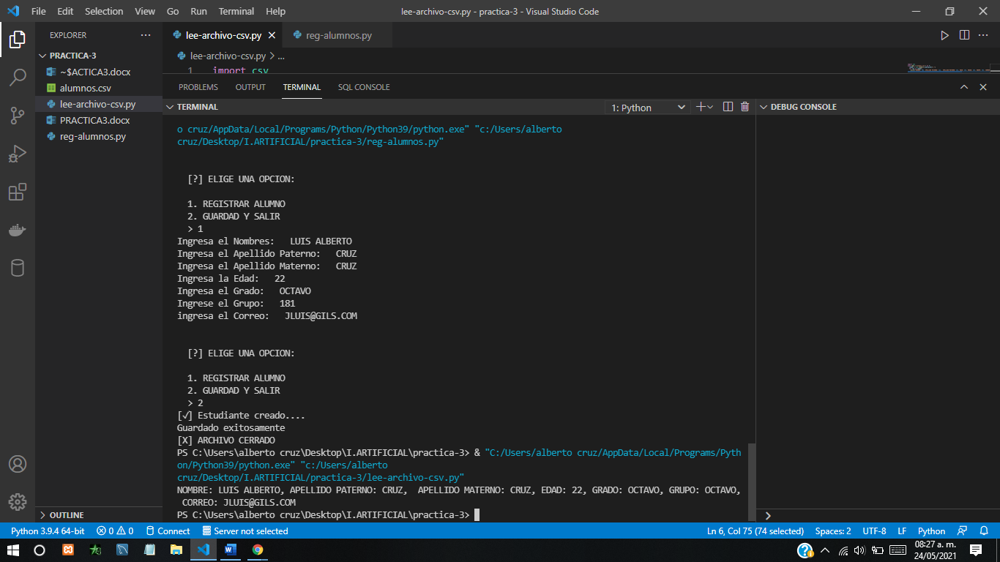 File Edit Selection View Go Run Terminal Help lee-archivo-csv.py - practica-3 - Visual Studio Code
EXPLORER ··· lee-archivo-csv.py reg-alumnos.py
PRACTICA-3
~$ACTICA3.docx
alumnos.csv
lee-archivo-csv.py
PRACTICA3.docx
reg-alumnos.py
OUTLINE
lee-archivo-csv.py > ...
1 import csv
PROBLEMS OUTPUT TERMINAL SQL CONSOLE
TERMINAL 1: Python DEBUG CONSOLE
o cruz/AppData/Local/Programs/Python/Python39/python.exe" "c:/Users/alberto
cruz/Desktop/I.ARTIFICIAL/practica-3/reg-alumnos.py"
[?] ELIGE UNA OPCION:
1. REGISTRAR ALUMNO
2. GUARDAD Y SALIR
> 1
Ingresa el Nombres: LUIS ALBERTO
Ingresa el Apellido Paterno: CRUZ
Ingresa el Apellido Materno: CRUZ
Ingresa la Edad: 22
Ingresa el Grado: OCTAVO
Ingrese el Grupo: 181
ingresa el Correo: JLUIS@GILS.COM
[?] ELIGE UNA OPCION:
1. REGISTRAR ALUMNO
2. GUARDAD Y SALIR
> 2
[√] Estudiante creado....
Guardado exitosamente
[X] ARCHIVO CERRADO
PS C:\Users\alberto cruz\Desktop\I.ARTIFICIAL\practica-3> & "C:/Users/alberto cruz/AppData/Local/Programs/Pyth
on/Python39/python.exe" "c:/Users/alberto
cruz/Desktop/I.ARTIFICIAL/practica-3/lee-archivo-csv.py"
NOMBRE: LUIS ALBERTO, APELLIDO PATERNO: CRUZ,  APELLIDO MATERNO: CRUZ, EDAD: 22, GRADO: OCTAVO, GRUPO: OCTAVO,
CORREO: JLUIS@GILS.COM
PS C:\Users\alberto cruz\Desktop\I.ARTIFICIAL\practica-3>
Python 3.9.4 64-bit 0 0 Connect Server not selected Ln 6, Col 75 (74 selected) Spaces: 2 UTF-8 LF Python
08:27 a. m.
24/05/2021